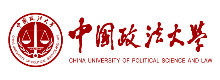 中国政法大学
CHINA UNIVERSITY OF POLITICAL SCIENCE AND LAW